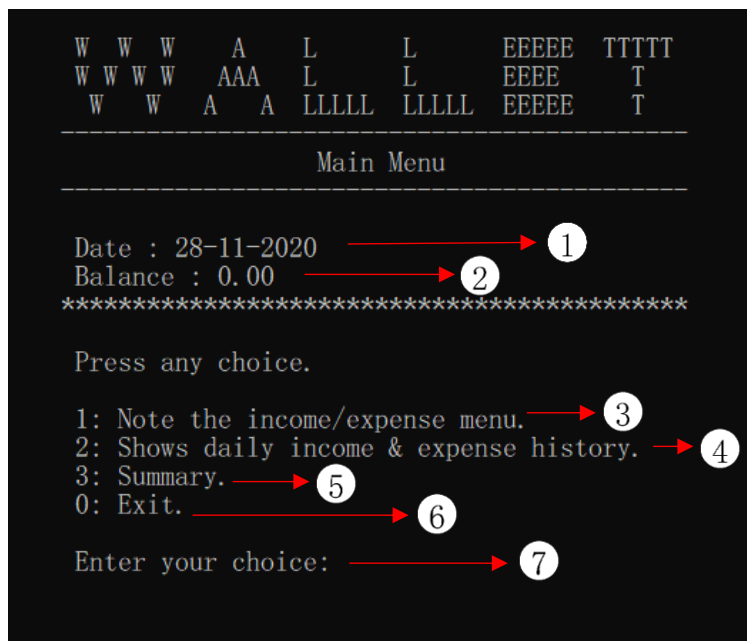 W  W  W    A    L      L      EEEEE  TTTTT
W W W W   AAA   L      L      EEEE     T
 W   W   A   A  LLLLL  LLLLL  EEEEE    T
--------------------------------------------
Main Menu
--------------------------------------------
Date : 28-11-2020 1
Balance : 0.00 2
********************************************
Press any choice.
1: Note the income/expense menu. 3
2: Shows daily income & expense history. 4
3: Summary. 5
0: Exit. 6
Enter your choice: 7